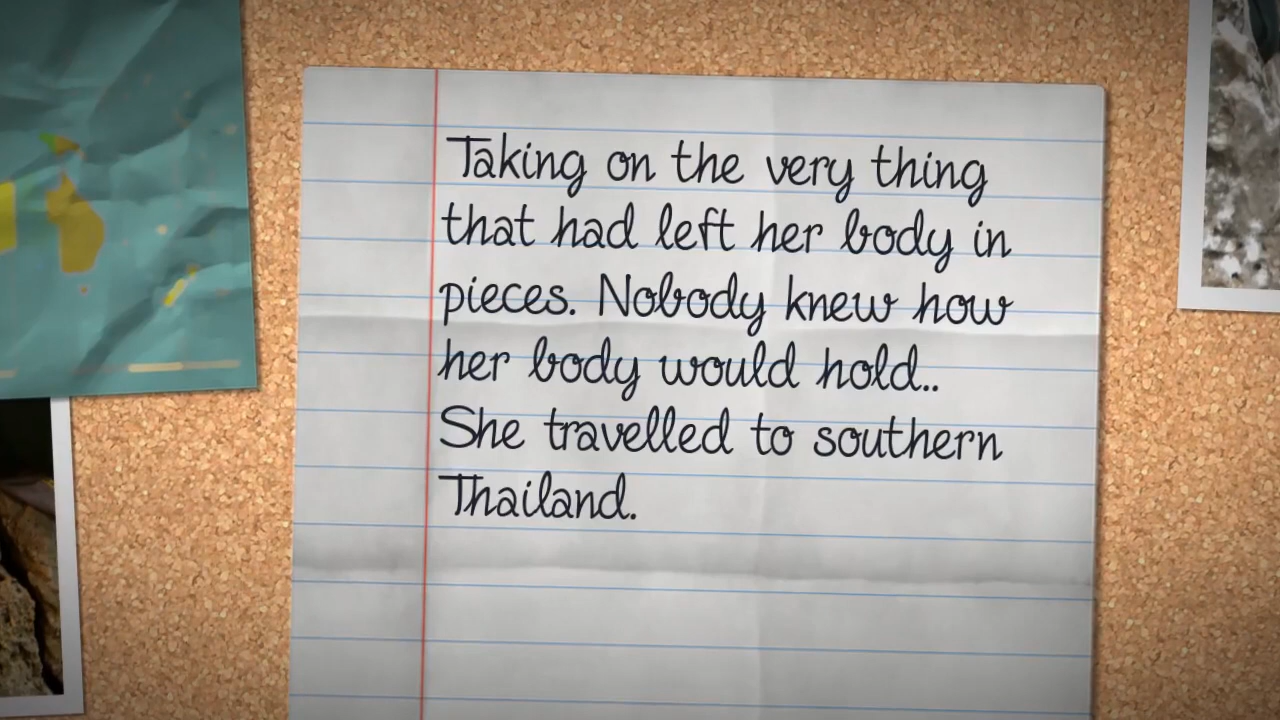 Taking on the very thing
that had left her body in
pieces. Nobody knew how
her body would hold..
She travelled to southern
Thailand.